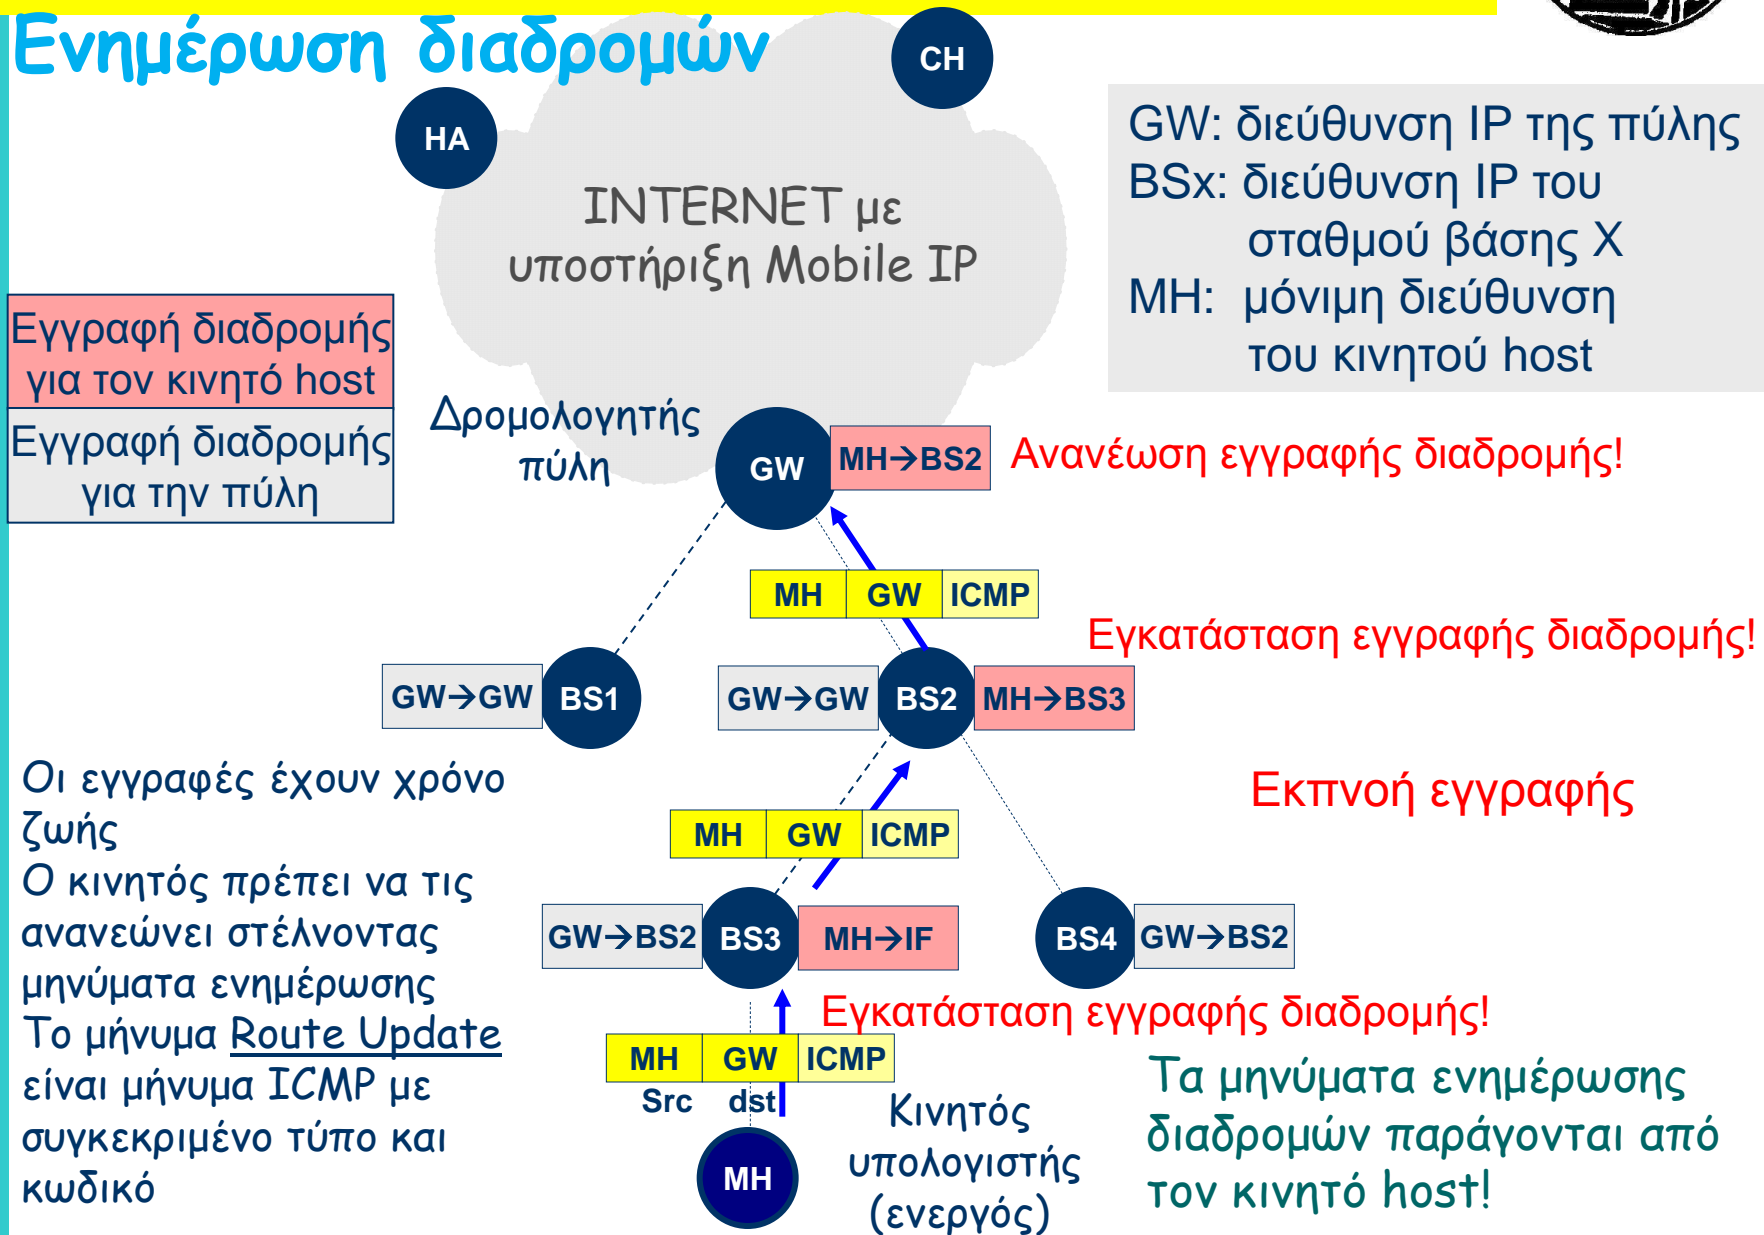 Ενημέρωση διαδρομών
CH
HA
INTERNET με
υποστήριξη Mobile IP
GW: διεύθυνση IP της πύλης
BSx: διεύθυνση IP του
σταθμού βάσης Χ
MH: μόνιμη διεύθυνση
του κινητού host
Εγγραφή διαδρομής
για τον κινητό host
Εγγραφή διαδρομής
για την πύλη
Δρομολογητής
πύλη
GW
MH→BS2
Ανανέωση εγγραφής διαδρομής!
MH GW ICMP
Εγκατάσταση εγγραφής διαδρομής!
GW→GW
BS1
GW→GW
BS2
MH→BS3
Εκπνοή εγγραφής
Οι εγγραφές έχουν χρόνο
ζωής
Ο κινητός πρέπει να τις
ανανεώνει στέλνοντας
μηνύματα ενημέρωσης
Το μήνυμα Route Update
είναι μήνυμα ICMP με
συγκεκριμένο τύπο και
κωδικό
MH GW ICMP
GW→BS2
BS3
MH→IF
BS4
GW→BS2
Εγκατάσταση εγγραφής διαδρομής!
MH GW ICMP
Src dst
MH
Κινητός
υπολογιστής
(ενεργός)
Τα μηνύματα ενημέρωσης
διαδρομών παράγονται από
τον κινητό host!